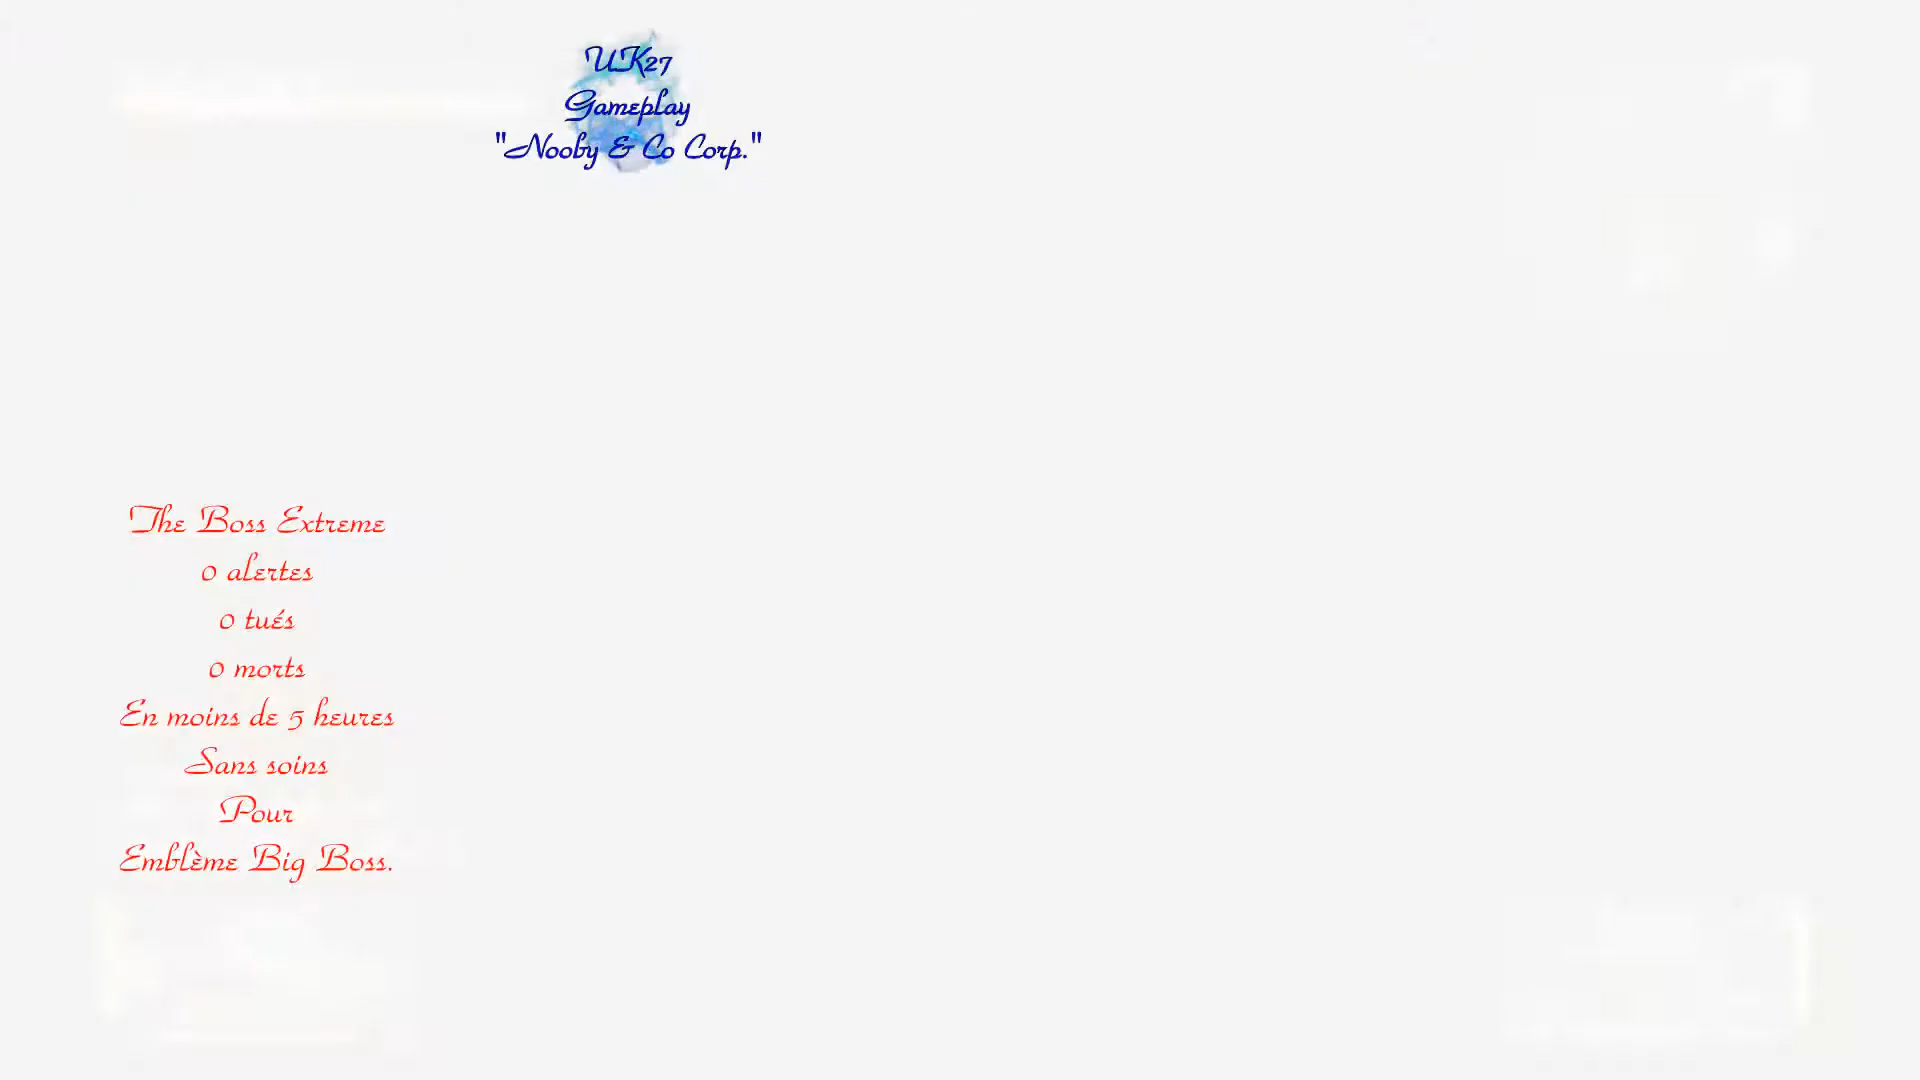 UK27
Gameplay
"Nooby & Co Corp."
The Boss Extreme
0 alertes
0 tués
0 morts
En moins de 5 heures
Sans soins
Pour
Emblème Big Boss.